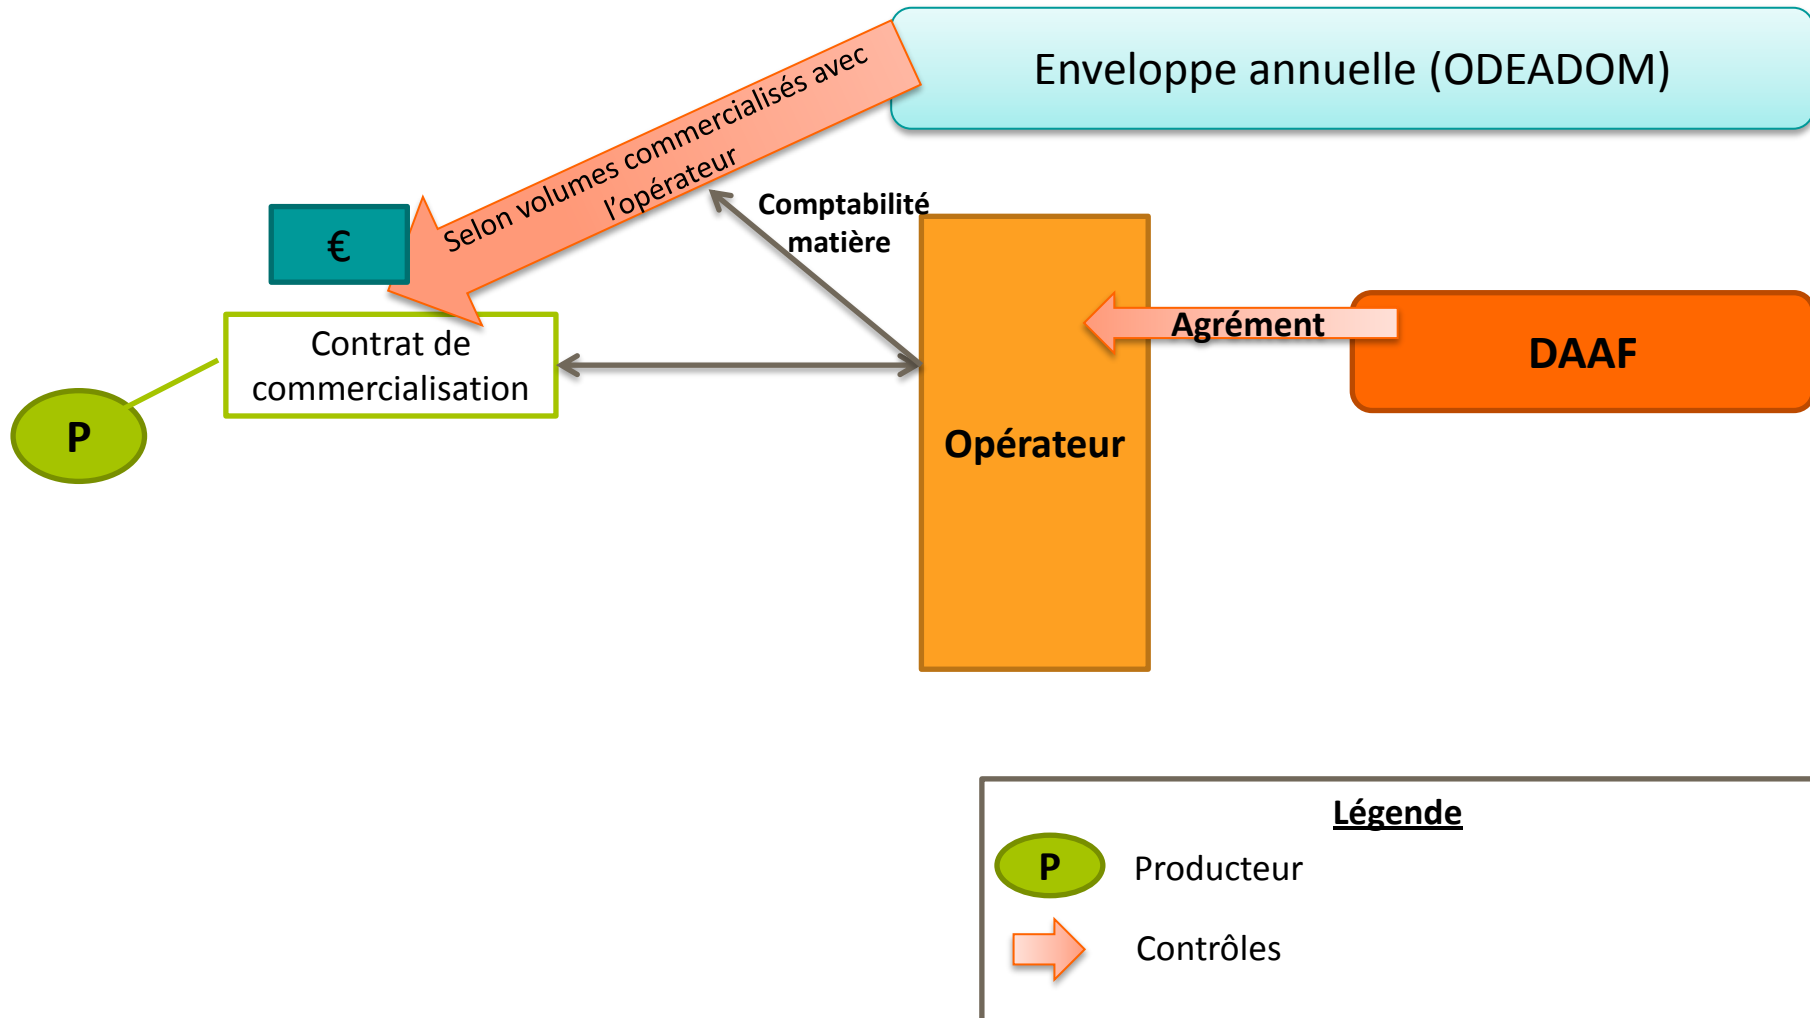 Enveloppe annuelle (ODEADOM)
Selon volumes commercialisés avec
l’opérateur
€
Comptabilité
matière
Contrat de
commercialisation
P
Opérateur
Agrément
DAAF
Légende
P
Producteur
Contrôles